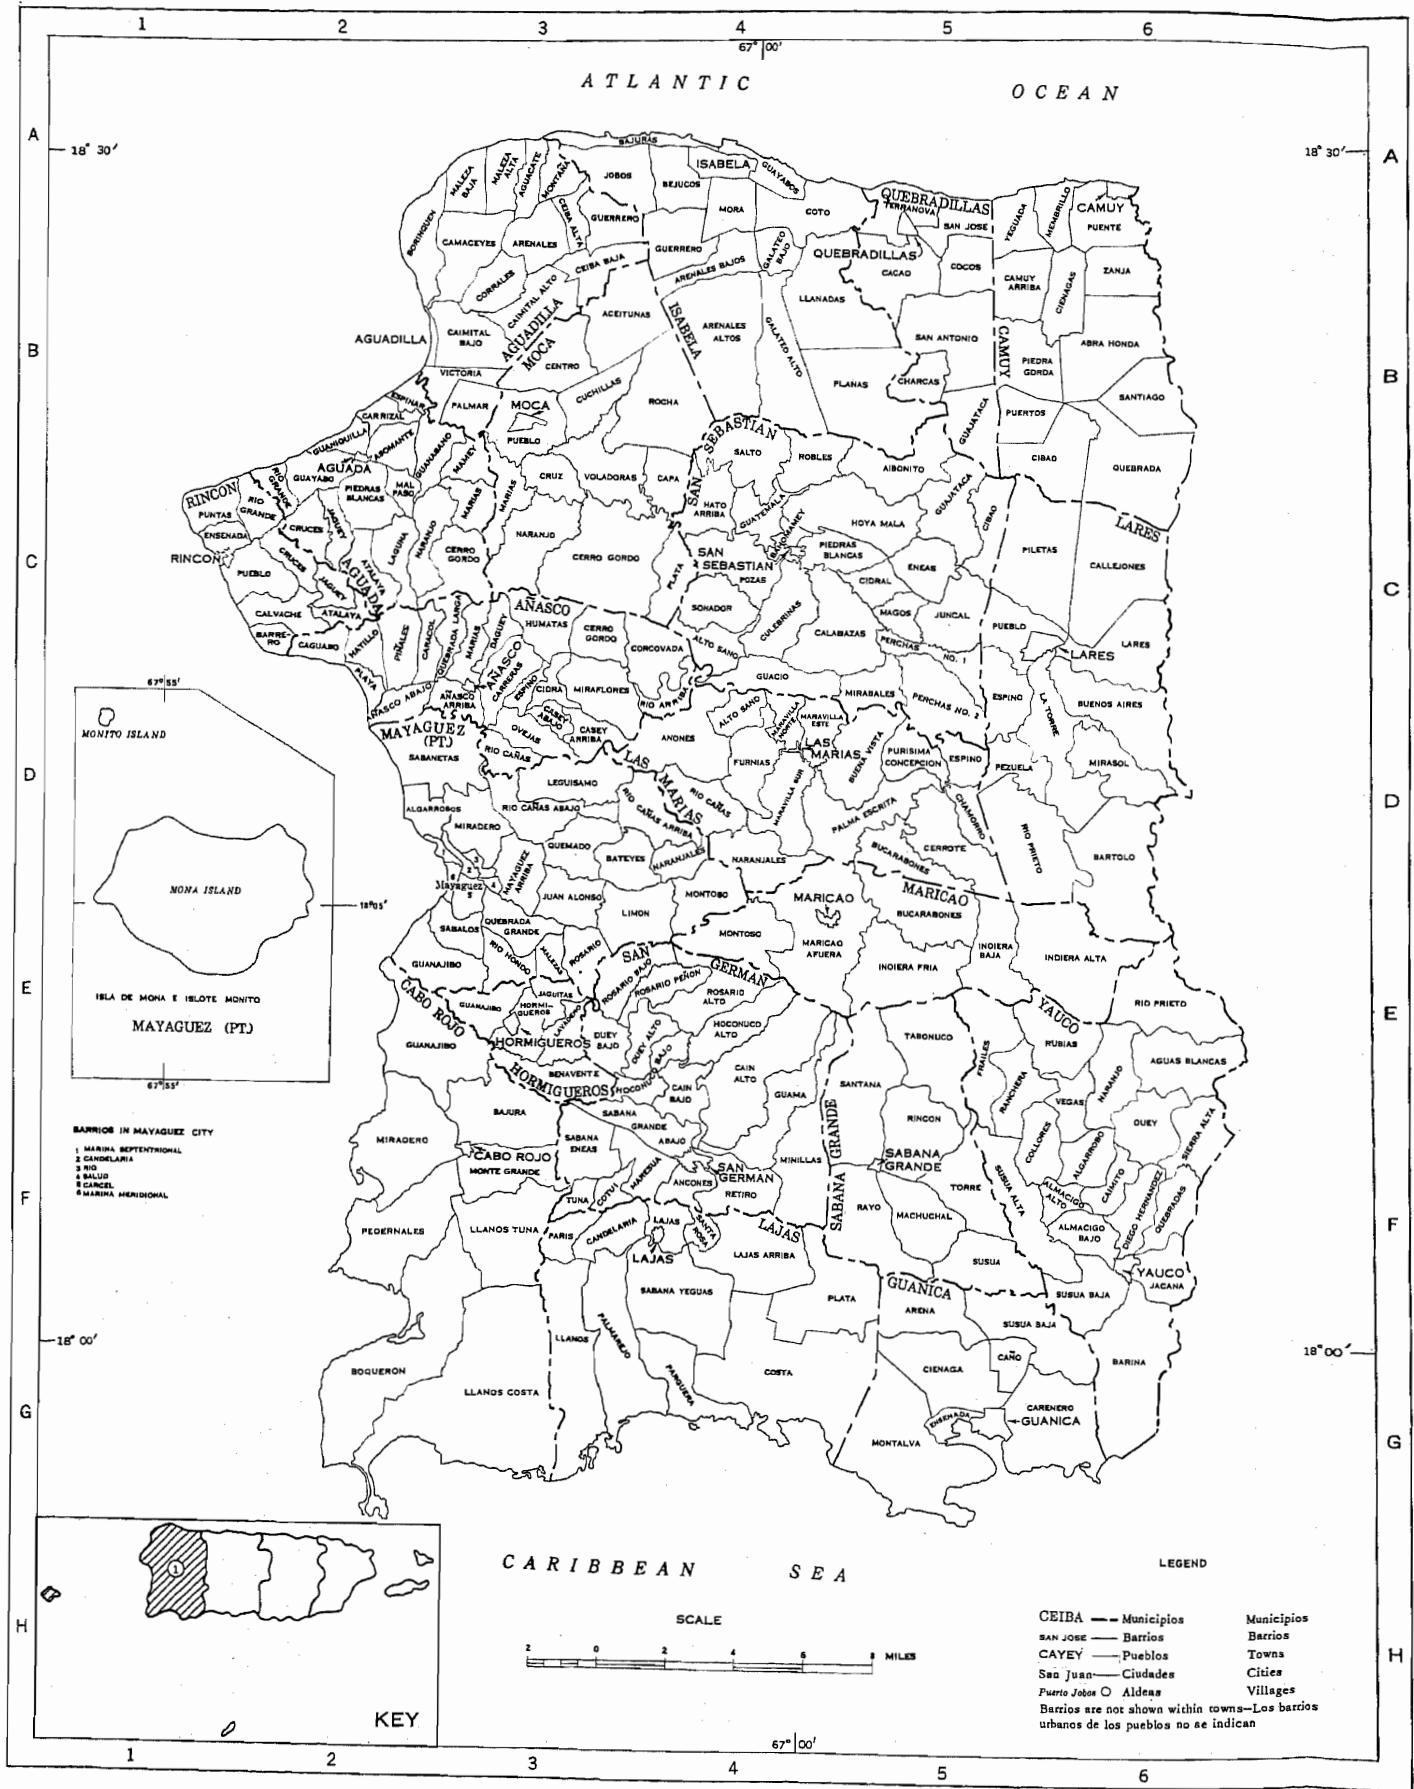 1 2 3 4 5 6
67° 00'
ATLANTIC OCEAN
A
18° 30'
18° 30'
A
BAJURAS
MALEZA BAJA
MALEZA ALTA
AGUACATE
MONTAÑA
JOBOS
BEJUCOS
ISABELA
GUAYABOS
BORINQUEN
CAMACEYES
ARENALES
CEIBA ALTA
GUERRERO
MORA
COTO
QUEBRADILLAS
TERRANOVA
SAN JOSE
YEGUADA
MEMBRILLO
CAMUY
PUENTE
CORRALES
CAIMITAL ALTO
CEIBA BAJA
GUERRERO
ARENALES BAJOS
GALATEO BAJO
QUEBRADILLAS
CACAO
COCOS
CAMUY ARRIBA
CIENAGAS
ZANJA
LLANADAS
B
AGUADILLA
CAIMITAL BAJO
AGUADILLA
MOCA
ACEITUNAS
ISABELA
ARENALES ALTOS
GALATEO ALTO
SAN ANTONIO
CAMUY
PIEDRA GORDA
ABRA HONDA
B
VICTORIA
CENTRO
CUCHILLAS
ROCHA
PLANAS
CHARCAS
GUAJATACA
PUERTOS
SANTIAGO
ESPINAR
CARRIZAL
PALMAR
MOCA
PUEBLO
GUANIQUILLA
ASOMANTE
GUANABANO
MAMEY
SAN SEBASTIAN
SALTO
ROBLES
AIBONITO
CIBAO
QUEBRADA
RINCON
RIO GRANDE
AGUADA
GUAYABO
PIEDRAS BLANCAS
MAL PASO
MARIAS
MARIAS
CRUZ
VOLADORAS
CAPA
HATO ARRIBA
GUATEMALA
BAHOMAMEY
HOYA MALA
GUAJATACA
CIBAO
LARES
PUNTAS
RIO GRANDE
CRUCES
JAGUEY
LAGUNA
NARANJO
CERRO GORDO
NARANJO
CERRO GORDO
PLATA
ENSENADA
C
RINCON
PUEBLO
CRUCES
JAGUEY
ATALAYA
AGUADA
SAN SEBASTIAN
POZAS
PIEDRAS BLANCAS
CIDRAL
ENEAS
PILETAS
CALLEJONES
C
CALVACHE
ATALAYA
BARRERO
CAGUABO
HATILLO
PIÑALES
CARACOL
QUEBRADA LARGA
MARIAS
DAGUEY
AÑASCO
HUMATAS
CERRO GORDO
CORCOVADA
SONADOR
CULEBRINAS
CALABAZAS
MAGOS
JUNCAL
PERCHAS NO. 1
PUEBLO
LARES
LARES
ALTO SANO
PLAYA
AÑASCO ABAJO
AÑASCO ARRIBA
AÑASCO
CARRERAS
ESPINO
CIDRA
MIRAFLORES
RIO ARRIBA
GUACIO
MIRABALES
PERCHAS NO. 2
ESPINO
LA TORRE
BUENOS AIRES
67° 55'
MONITO ISLAND
MAYAGUEZ (PT.)
SABANETAS
OVEJAS
CASEY ABAJO
CASEY ARRIBA
RIO CAÑAS
ANONES
ALTO SANO
MARAVILLA NORTE
MARAVILLA ESTE
LAS MARIAS
BUENA VISTA
PURISIMA CONCEPCION
ESPINO
PEZUELA
MIRASOL
D
LEGUISAMO
LAS MARIAS
FURNIAS
MARAVILLA SUR
D
ALGARROBOS
RIO CAÑAS ABAJO
RIO CAÑAS ARRIBA
RIO CAÑAS
PALMA ESCRITA
CHAMORRO
RIO PRIETO
MIRADERO
QUEMADO
BATEYES
NARANJALES
NARANJALES
BUCARABONES
CERROTE
BARTOLO
MONA ISLAND
18° 05'
1 2 3 4 5 6
Mayaguez
MAYAGUEZ ARRIBA
JUAN ALONSO
LIMON
MONTOSO
MARICAO
MARICAO
BUCARABONES
SABALOS
QUEBRADA GRANDE
RIO HONDO
MALEZAS
ROSARIO
MONTOSO
MARICAO AFUERA
INDIERA FRIA
INDIERA BAJA
INDIERA ALTA
E
ISLA DE MONA E ISLOTE MONITO
MAYAGUEZ (PT.)
67° 55'
GUANAJIBO
CABO ROJO
GUANAJIBO
JAGUITAS
HORMIGUEROS
LAVADERO
SAN GERMAN
ROSARIO BAJO
ROSARIO PEÑON
ROSARIO ALTO
YAUCO
RIO PRIETO
E
GUANAJIBO
HORMIGUEROS
DUEY BAJO
DUEY ALTO
HOCONUCO ALTO
TABONUCO
FRAILES
RUBIAS
AGUAS BLANCAS
BENAVENTE
HORMIGUEROS
HOCONUCO BAJO
CAIN BAJO
CAIN ALTO
GUAMA
SANTANA
RANCHERA
VEGAS
NARANJO
BARRIOS IN MAYAGUEZ CITY
1 MARINA SEPTENTRIONAL
2 CANDELARIA
3 RIO
4 SALUD
5 CARCEL
6 MARINA MERIDIONAL
MIRADERO
BAJURA
SABANA GRANDE ABAJO
SABANA ENEAS
SABANA GRANDE
RINCON
COLLORES
ALGARROBO
DUEY
SIERRA ALTA
CABO ROJO
MONTE GRANDE
MARESUA
SAN GERMAN
MINILLAS
SABANA GRANDE
F
TUNA
COTUI
ANCONES
RETIRO
RAYO
TORRE
SUSUA ALTA
ALMACIGO ALTO
CAIMITO
DIEGO HERNANDEZ
QUEBRADAS
F
PEDERNALES
LLANOS TUNA
PARIS
CANDELARIA
LAJAS
SANTA ROSA
LAJAS
LAJAS ARRIBA
MACHUCHAL
ALMACIGO BAJO
LAJAS
SUSUA
YAUCO
JACANA
SABANA YEGUAS
PLATA
GUANICA
ARENA
SUSUA BAJA
SUSUA BAJA
18° 00'
18° 00'
LLANOS
PALMAREJO
BOQUERON
LLANOS COSTA
PARGUERA
COSTA
CIENAGA
CAÑO
BARINA
G
ENSENADA
CARENERO
GUANICA
MONTALVA
G
CARIBBEAN SEA
1
KEY
H
SCALE
2 0 2 4 6 8 MILES
LEGEND
CEIBA Municipios Municipios
SAN JOSE Barrios Barrios
CAYEY Pueblos Towns
San Juan Ciudades Cities
Puerto Jobos Aldeas Villages
Barrios are not shown within towns—Los barrios
urbanos de los pueblos no se indican
H
67° 00'
1 2 3 4 5 6